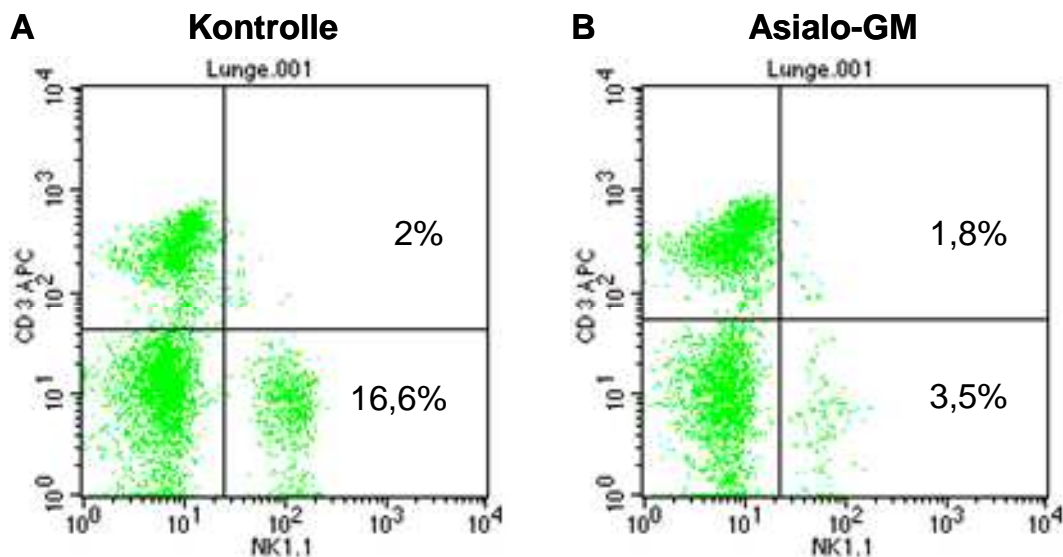 A Kontrolle
Lunge.001
10^4
10^3
10^2
10^1
10^0
CD 3 APC
2%
16,6%
10^0 10^1 10^2 10^3 10^4
NK1,1
B Asialo-GM
Lunge.001
10^4
10^3
10^2
10^1
10^0
CD 3 APC
1,8%
3,5%
10^0 10^1 10^2 10^3 10^4
NK1,1